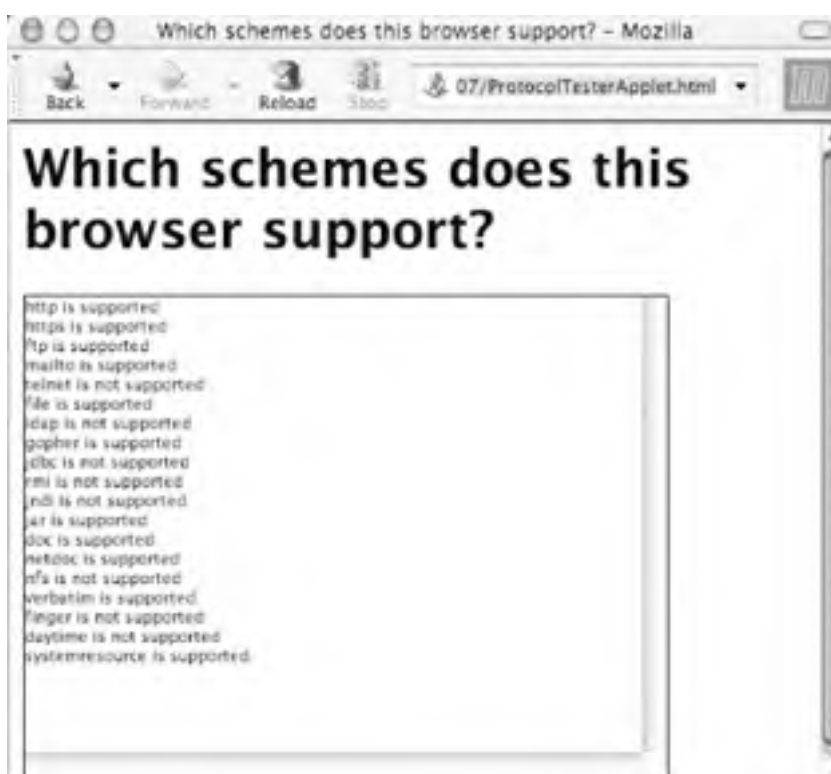 Which schemes does this browser support? – Mozilla
Back Forward Reload Stop 07/ProtocolTesterApplet.html
Which schemes does this
browser support?
http is supported
https is supported
ftp is supported
mailto is supported
telnet is not supported
file is supported
ldap is not supported
gopher is supported
jdbc is not supported
rmi is not supported
jndi is not supported
jar is supported
doc is supported
netdoc is supported
nfs is not supported
verbatim is supported
finger is not supported
daytime is not supported
systemresource is supported